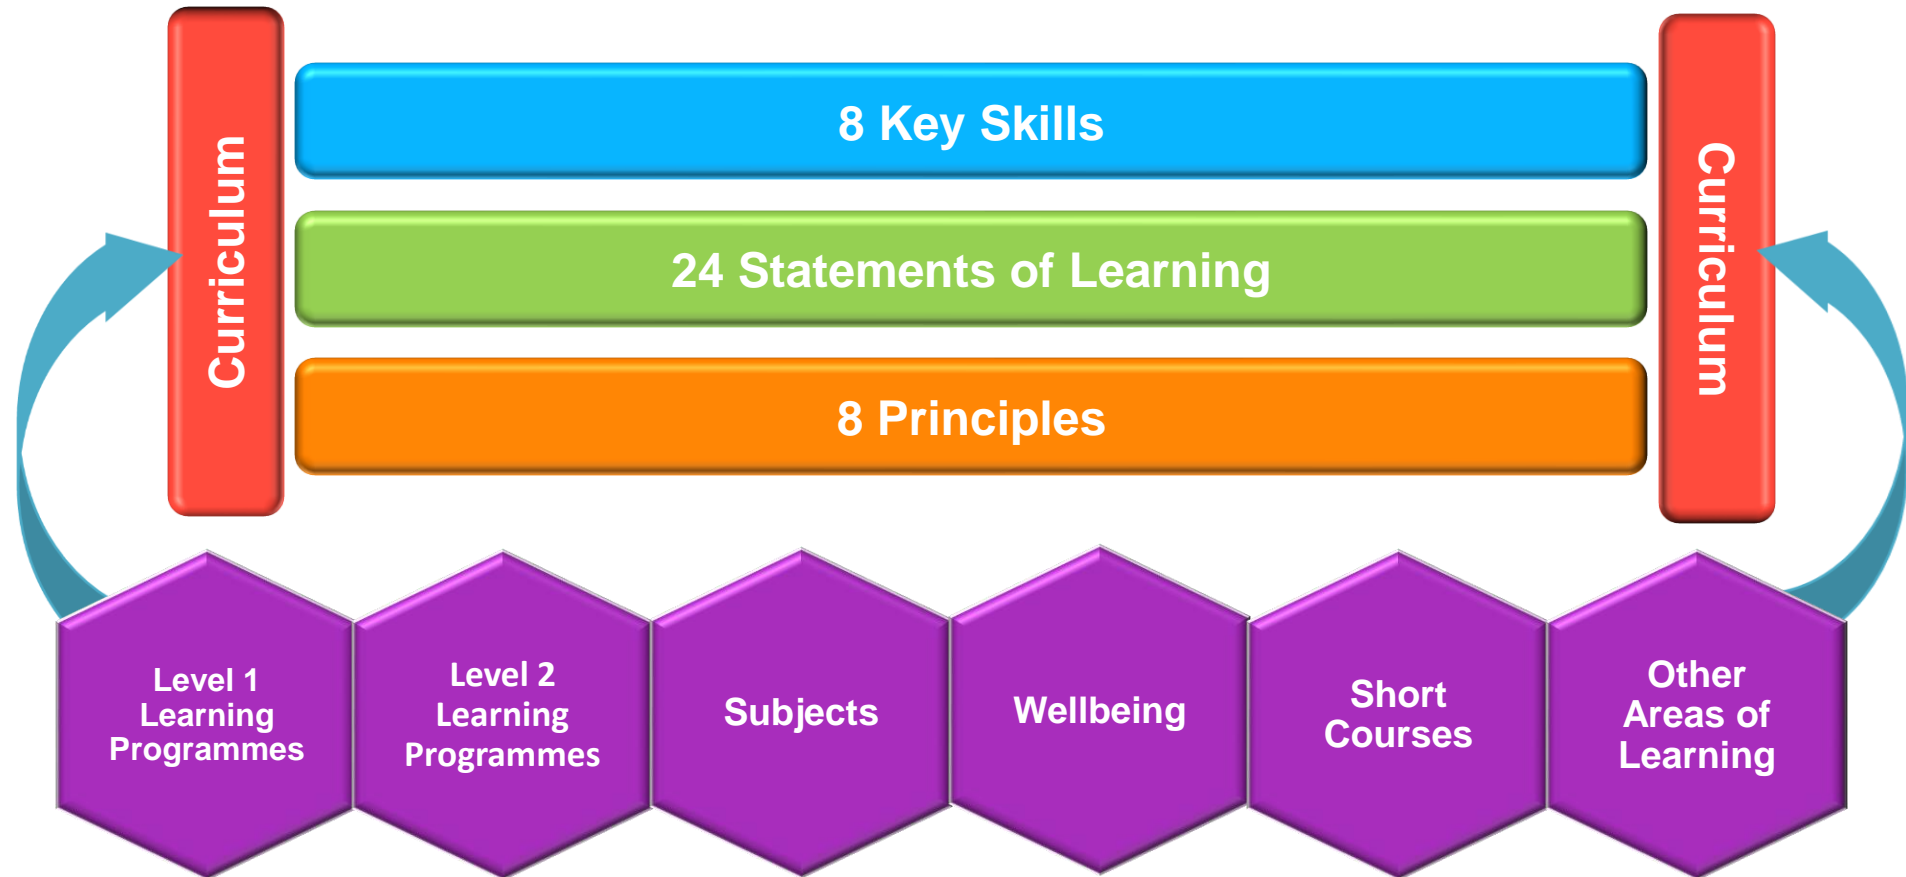 Curriculum
8 Key Skills
24 Statements of Learning
8 Principles
Curriculum
Level 1
Learning
Programmes
Level 2
Learning
Programmes
Subjects
Wellbeing
Short
Courses
Other
Areas of
Learning